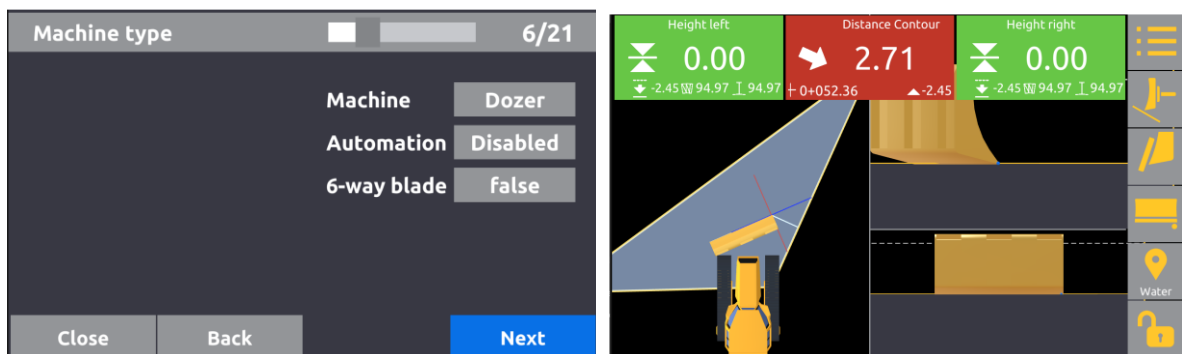 Machine type 6/21
Machine Dozer
Automation Disabled
6-way blade false
Close Back Next
Height left Distance Contour Height right
0.00 2.71 0.00
-2.45 94.97 94.97 0+052.36 -2.45 -2.45 94.97 94.97
Water